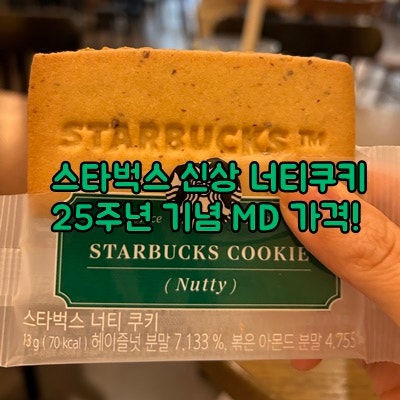 STARBUCKS™
스타벅스 신상 너티쿠키
25주년 기념 MD 가격!
STARBUCKS COOKIE
( Nutty )
스타벅스 너티 쿠키
13 g ( 70 kcal ) 헤이즐넛 분말 7.133 %, 볶은 아몬드 분말 4.755